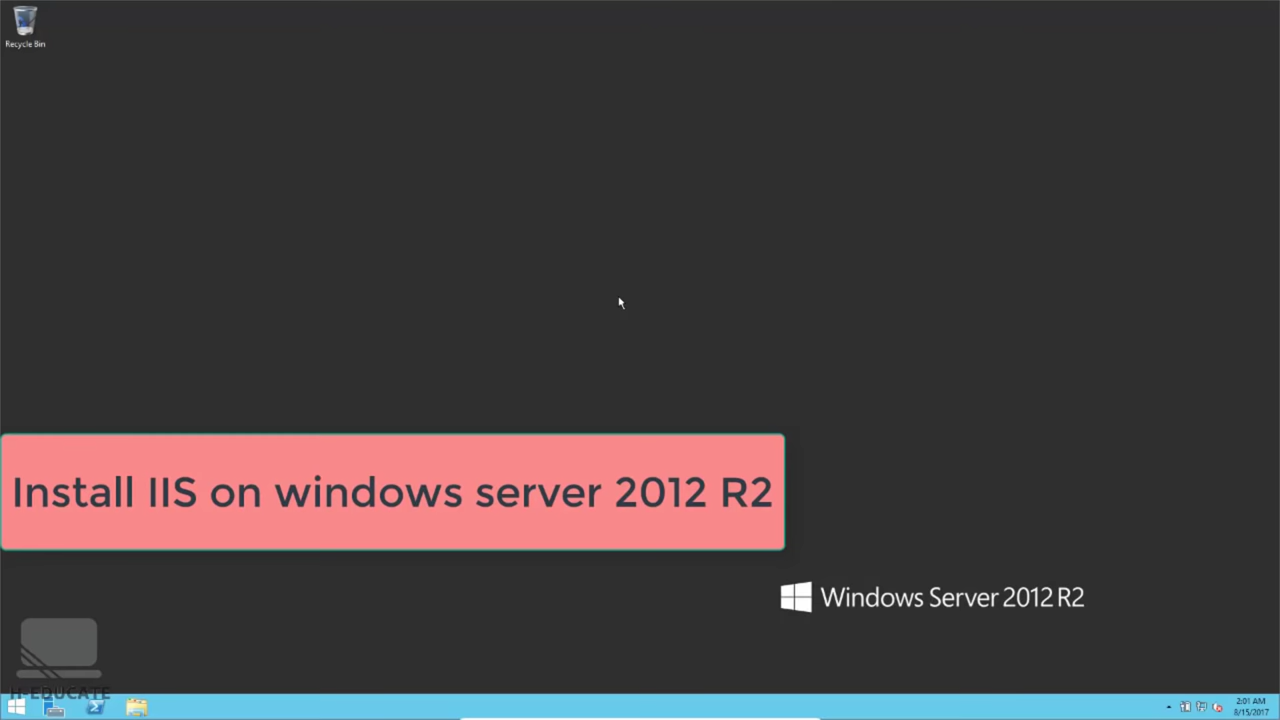 Recycle Bin
Install IIS on windows server 2012 R2
Windows Server 2012 R2
H-EDUCATE
2:01 AM
8/15/2017